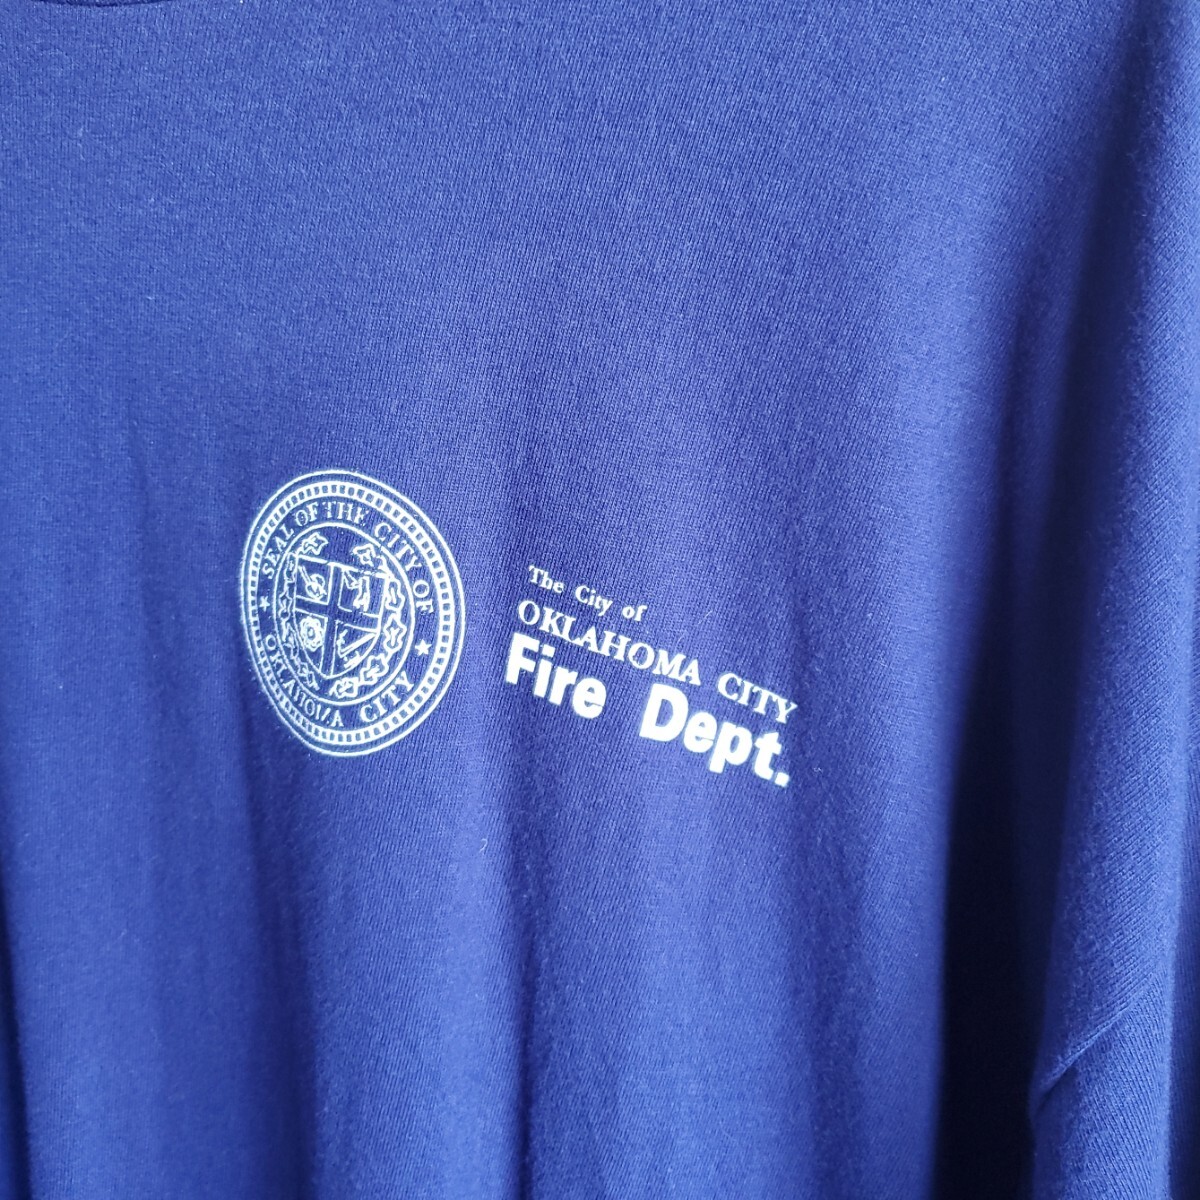 SEAL OF THE CITY OF
★ OKLAHOMA CITY ★
The City of
OKLAHOMA CITY
Fire Dept.